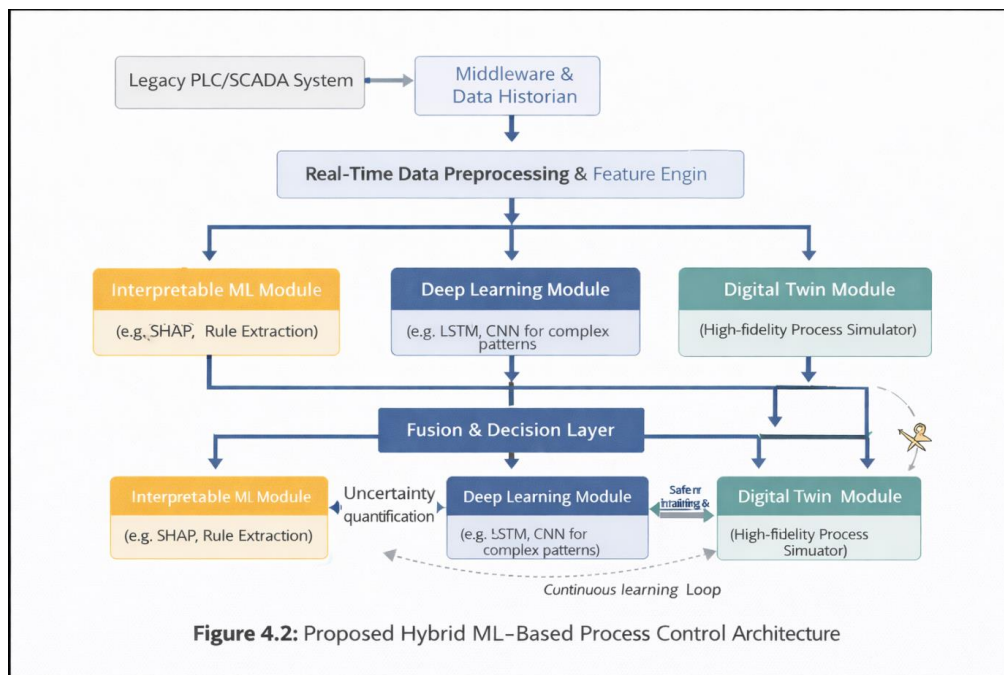 Legacy PLC/SCADA System
Middleware &
Data Historian
Real-Time Data Preprocessing & Feature Engin
Interpretable ML Module
(e.g. SHAP, Rule Extraction)
Deep Learning Module
(e.g. LSTM, CNN for complex
patterns
Digital Twin Module
(High-fidelity Process Simulator)
Fusion & Decision Layer
Interpretable ML Module
(e.g. SHAP, Rule Extraction)
Uncertainty
quantification
Deep Learning Module
(e.g. LSTM, CNN for
complex patterns)
&
Digital Twin Module
(High-fidelity Process
Simuator)
Continuous learning Loop
Figure 4.2: Proposed Hybrid ML-Based Process Control Architecture